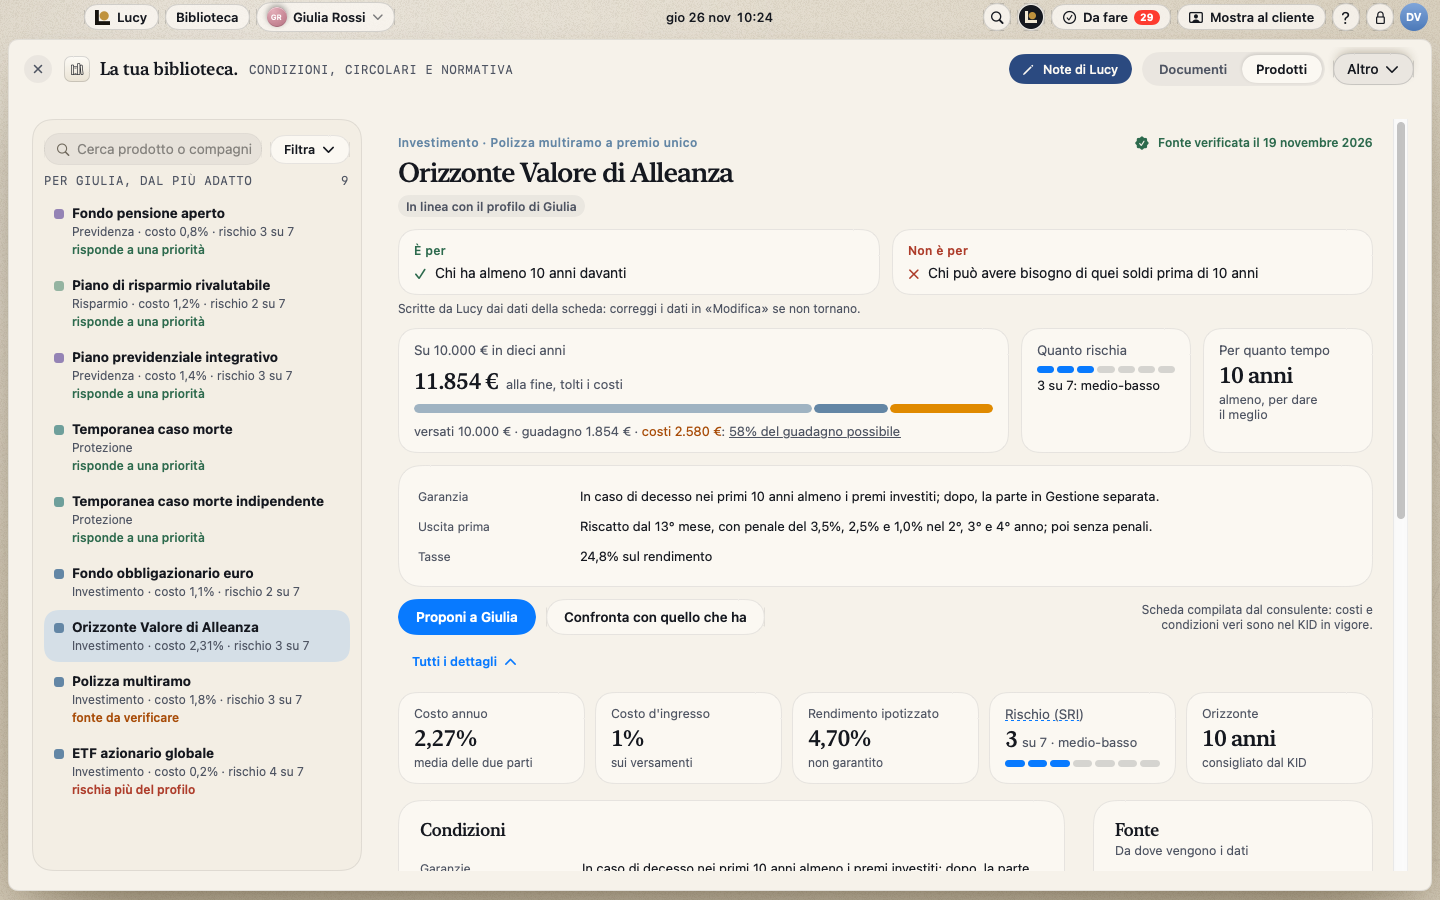 Lucy
Biblioteca
GR Giulia Rossi
gio 26 nov 10:24
Da fare 29
Mostra al cliente
?
DV
La tua biblioteca. CONDIZIONI, CIRCOLARI E NORMATIVA
Note di Lucy
Documenti
Prodotti
Altro
Cerca prodotto o compagni
Filtra
PER GIULIA, DAL PIÙ ADATTO 9
Fondo pensione aperto
Previdenza · costo 0,8% · rischio 3 su 7
risponde a una priorità
Piano di risparmio rivalutabile
Risparmio · costo 1,2% · rischio 2 su 7
risponde a una priorità
Piano previdenziale integrativo
Previdenza · costo 1,4% · rischio 3 su 7
risponde a una priorità
Temporanea caso morte
Protezione
risponde a una priorità
Temporanea caso morte indipendente
Protezione
risponde a una priorità
Fondo obbligazionario euro
Investimento · costo 1,1% · rischio 2 su 7
Orizzonte Valore di Alleanza
Investimento · costo 2,31% · rischio 3 su 7
Polizza multiramo
Investimento · costo 1,8% · rischio 3 su 7
fonte da verificare
ETF azionario globale
Investimento · costo 0,2% · rischio 4 su 7
rischia più del profilo
Investimento · Polizza multiramo a premio unico
Fonte verificata il 19 novembre 2026
Orizzonte Valore di Alleanza
In linea con il profilo di Giulia
È per
Chi ha almeno 10 anni davanti
Non è per
Chi può avere bisogno di quei soldi prima di 10 anni
Scritte da Lucy dai dati della scheda: correggi i dati in «Modifica» se non tornano.
Su 10.000 € in dieci anni
11.854 € alla fine, tolti i costi
versati 10.000 € · guadagno 1.854 € · costi 2.580 €: 58% del guadagno possibile
Quanto rischia
3 su 7: medio-basso
Per quanto tempo
10 anni
almeno, per dare
il meglio
Garanzia In caso di decesso nei primi 10 anni almeno i premi investiti; dopo, la parte in Gestione separata.
Uscita prima Riscatto dal 13° mese, con penale del 3,5%, 2,5% e 1,0% nel 2°, 3° e 4° anno; poi senza penali.
Tasse 24,8% sul rendimento
Proponi a Giulia
Confronta con quello che ha
Scheda compilata dal consulente: costi e
condizioni veri sono nel KID in vigore.
Tutti i dettagli
Costo annuo
2,27%
media delle due parti
Costo d'ingresso
1%
sui versamenti
Rendimento ipotizzato
4,70%
non garantito
Rischio (SRI)
3 su 7 · medio-basso
Orizzonte
10 anni
consigliato dal KID
Condizioni
Garanzie In caso di decesso nei primi 10 anni almeno i premi investiti; dopo, la parte
Fonte
Da dove vengono i dati